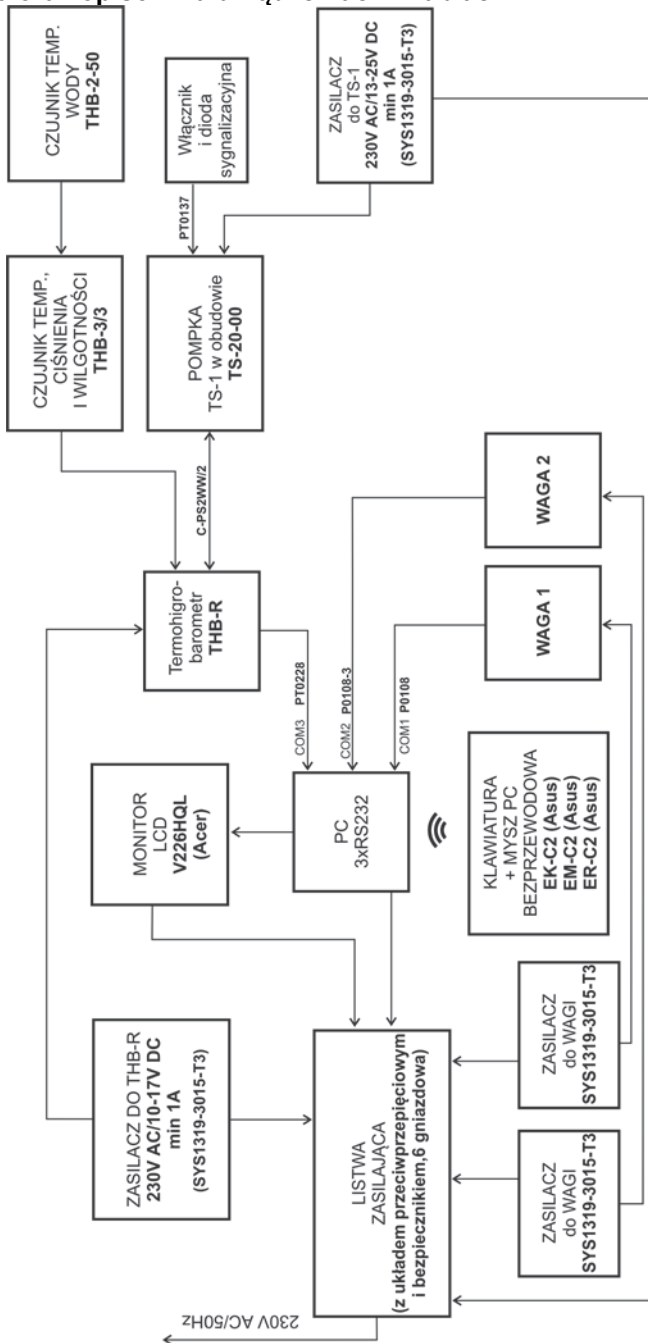 CZUJNIK TEMP.
WODY
THB-2-50
CZUJNIK TEMP.,
CIŚNIENIA
I WILGOTNOŚCI
THB-3/3
Włącznik
i dioda
sygnalizacyjna
PT0137
POMPKA
TS-1 w obudowie
TS-20-00
ZASILACZ
do TS-1
230V AC/13-25V DC
min 1A
(SYS1319-3015-T3)
C-PS2WW/2
Termohigro-
barometr
THB-R
COM3 PT0228
COM2 P0108-3
COM1 P0108
WAGA 2
WAGA 1
MONITOR
LCD
V226HQL
(Acer)
PC
3xRS232
KLAWIATURA
+ MYSZ PC
BEZPRZEWODOWA
EK-C2 (Asus)
EM-C2 (Asus)
ER-C2 (Asus)
ZASILACZ DO THB-R
230V AC/10-17V DC
min 1A
(SYS1319-3015-T3)
LISTWA
ZASILAJĄCA
(z układem przeciwprzepięciowym
i bezpiecznikiem,6 gniazdowa)
ZASILACZ
do WAGI
SYS1319-3015-T3
ZASILACZ
do WAGI
SYS1319-3015-T3
230V AC/50Hz